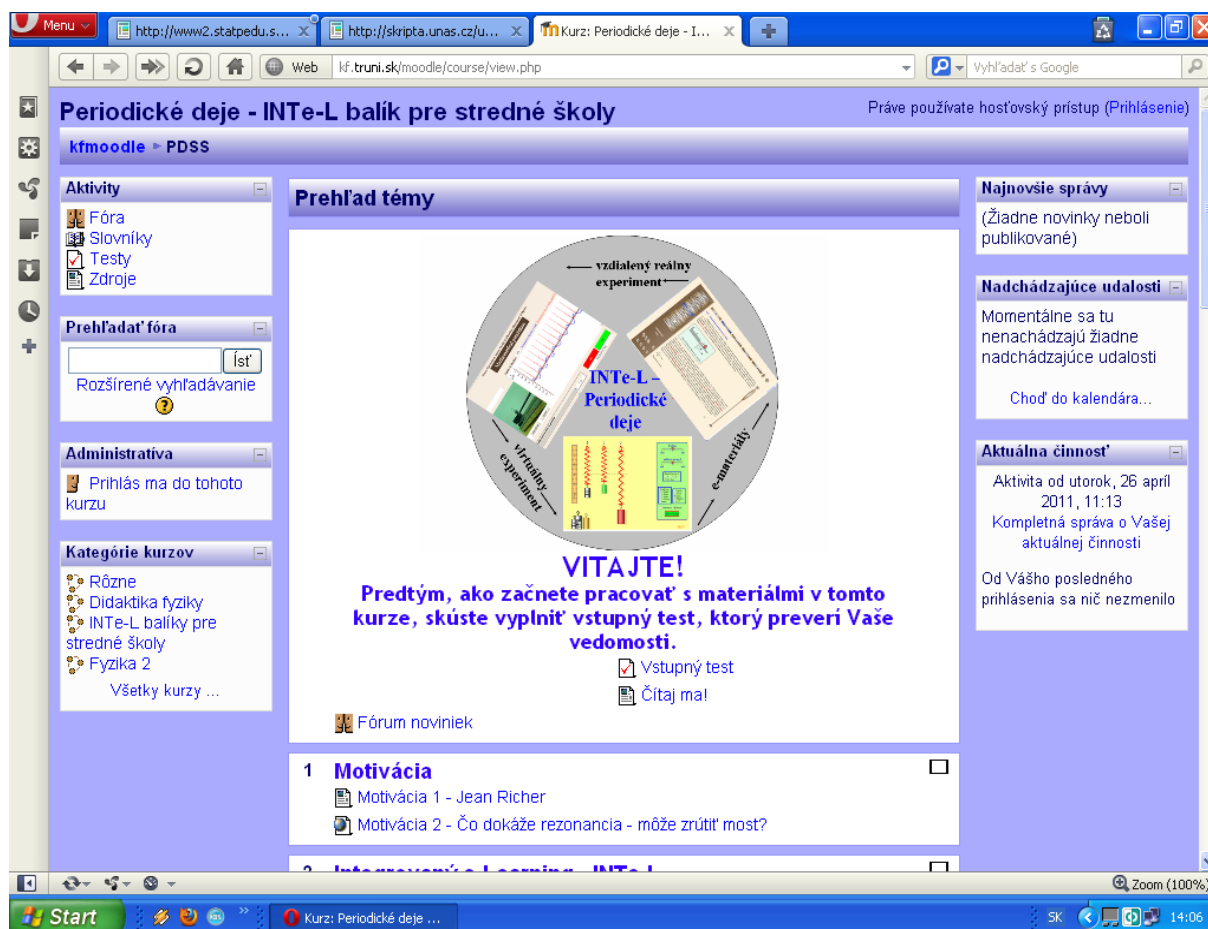 Menu
http://www2.statpedu.s...
http://skripta.unas.cz/u...
Kurz: Periodické deje - I...
Web
kf.truni.sk/moodle/course/view.php
Vyhľadať s Google
Periodické deje - INTe-L balík pre stredné školy
Práve používate hosťovský prístup (Prihlásenie)
kfmoodle PDSS
Aktivity
Fóra
Slovníky
Testy
Zdroje
Prehľadať fóra
Ísť
Rozšírené vyhľadávanie
?
Administratíva
Prihlás ma do tohoto
kurzu
Kategórie kurzov
Rôzne
Didaktika fyziky
INTe-L balíky pre
stredné školy
Fyzika 2
Všetky kurzy ...
Prehľad témy
vzdialený reálny
experiment
INTe-L –
Periodické
deje
virtuálny
experiment
e-materiály
VITAJTE!
Predtým, ako začnete pracovať s materiálmi v tomto
kurze, skúste vyplniť vstupný test, ktorý preverí Vaše
vedomosti.
Vstupný test
Čítaj ma!
Fórum noviniek
1 Motivácia
Motivácia 1 - Jean Richer
Motivácia 2 - Čo dokáže rezonancia - môže zrútiť most?
Najnovšie správy
(Žiadne novinky neboli
publikované)
Nadchádzajúce udalosti
Momentálne sa tu
nenachádzajú žiadne
nadchádzajúce udalosti
Choď do kalendára...
Aktuálna činnosť
Aktivita od utorok, 26 apríl
2011, 11:13
Kompletná správa o Vašej
aktuálnej činnosti
Od Vášho posledného
prihlásenia sa nič nezmenilo
2 Integrovaný e-Learning - INTe-L
Zoom (100%)
Start
Kurz: Periodické deje ...
SK
14:06